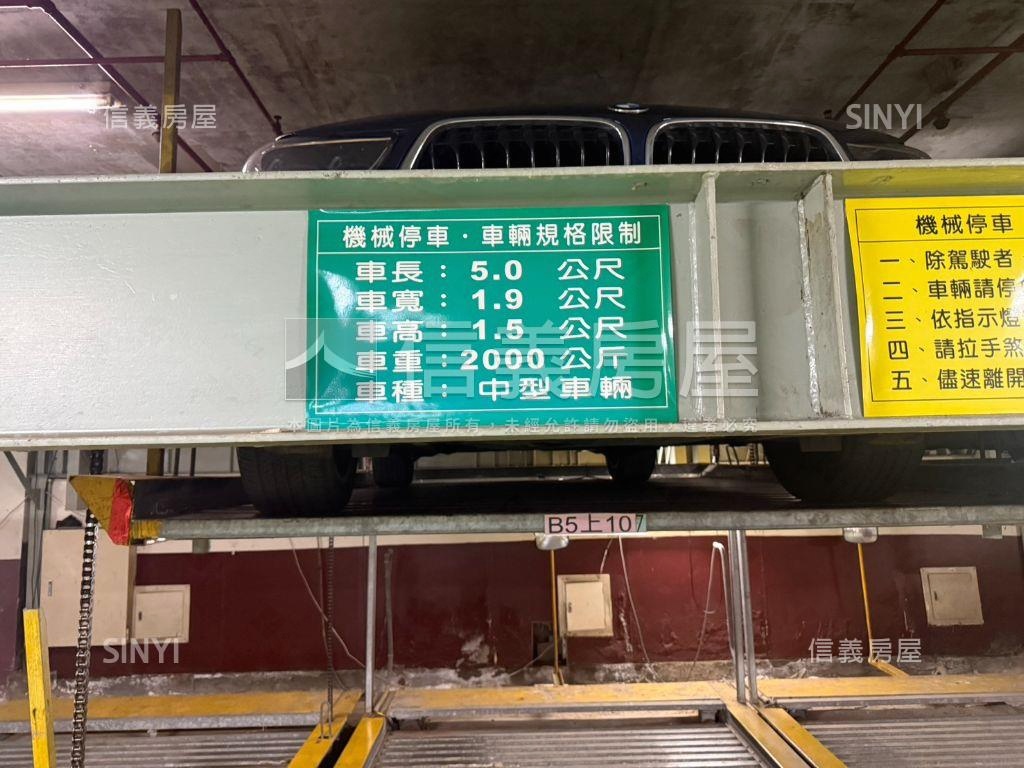 信義房屋
SINYI
機械停車・車輛規格限制
車長：5.0 公尺
車寬：1.9 公尺
車高：1.5 公尺
車重：2000 公斤
車種：中型車輛
機械停車
一、除駕駛者
二、車輛請停
三、依指示燈
四、請拉手煞
五、儘速離開
信義房屋
本圖片為信義房屋所有，未經允許請勿盜用，違者必究
B5上107
SINYI
信義房屋